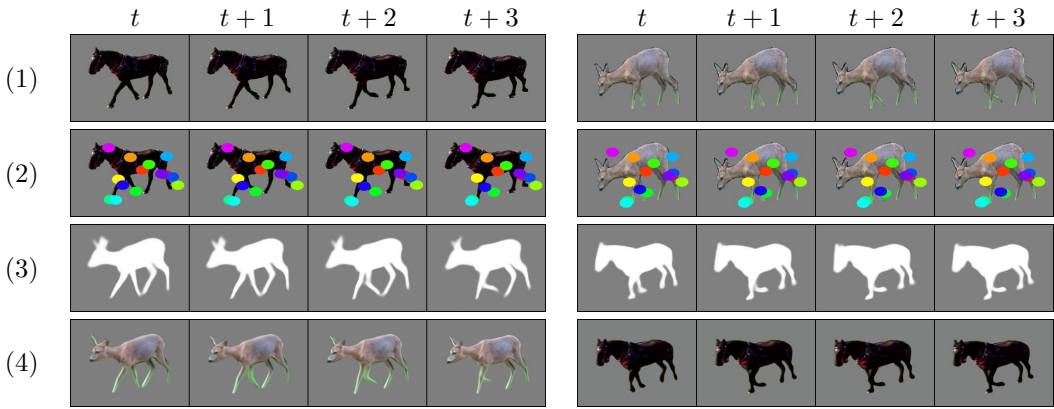 t t + 1 t + 2 t + 3 t t + 1 t + 2 t + 3
(1)
(2)
(3)
(4)